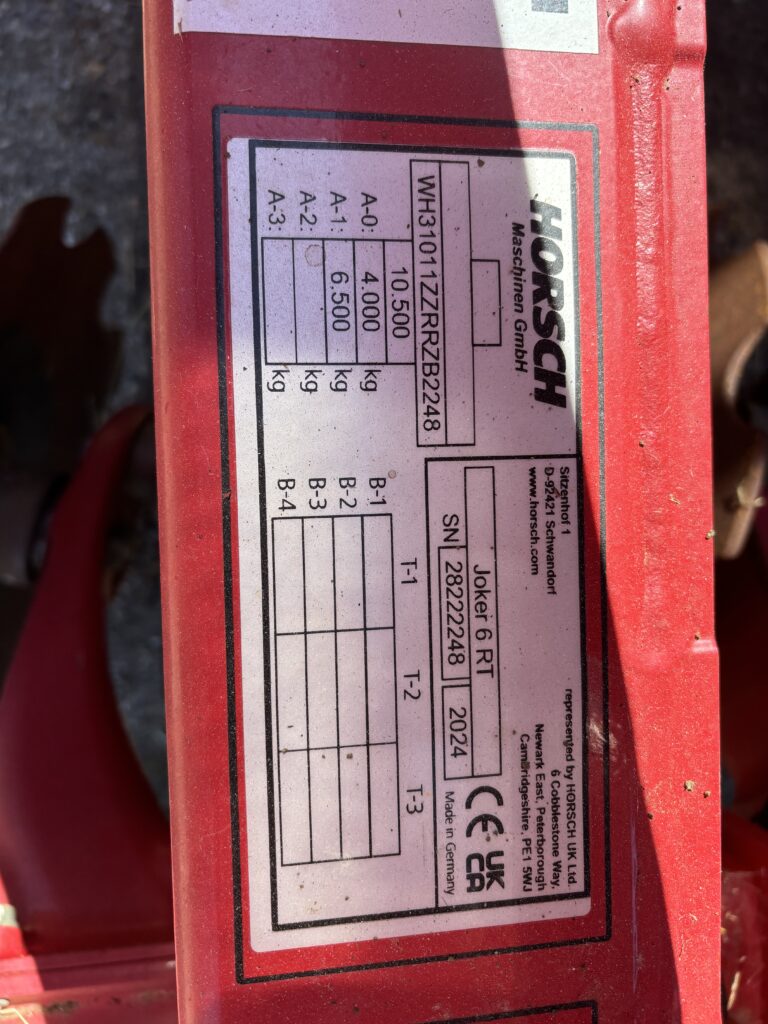 HORSCH
Maschinen GmbH
Sitzenhof 1
D-92421 Schwandorf
www.horsch.com
represented by HORSCH UK Ltd.
6 Cobblestone Way,
Newark East, Peterborough
Cambridgeshire, PE1 5WJ
WH31011ZZRRZB2248
10.500
A-0: 4.000 kg
A-1: 6.500 kg
A-2: kg
A-3: kg
Joker 6 RT
SN 28222248 2024
CE UK CA
Made in Germany
T-1 T-2 T-3
B-1
B-2
B-3
B-4